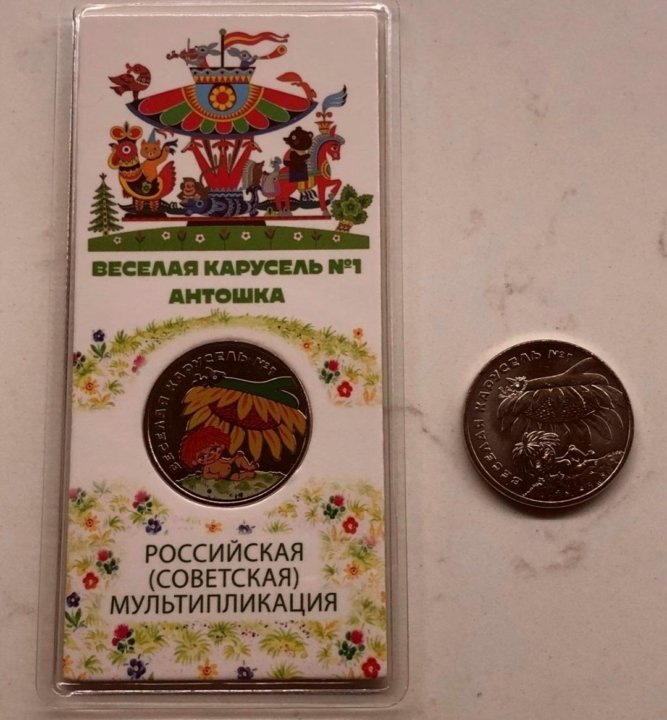 ВЕСЕЛАЯ КАРУСЕЛЬ №1
АНТОШКА
ВЕСЕЛАЯ КАРУСЕЛЬ №1
РОССИЙСКАЯ
(СОВЕТСКАЯ)
МУЛЬТИПЛИКАЦИЯ
ВЕСЕЛАЯ КАРУСЕЛЬ №1